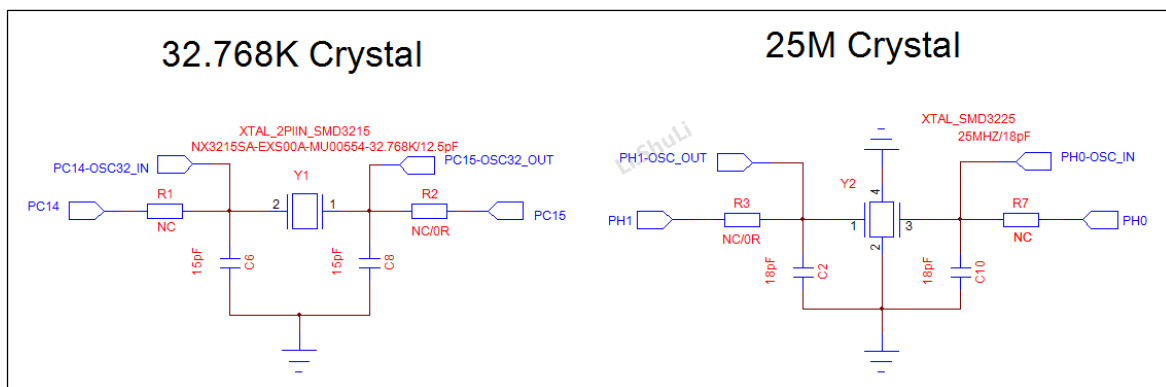 32.768K Crystal
XTAL_2PIIN_SMD3215
NX3215SA-EXS00A-MU00554-32.768K/12.5pF
PC14-OSC32_IN
PC15-OSC32_OUT
Y1
PC14
R1
NC
2
1
R2
NC/0R
PC15
15pF
C6
15pF
C8
25M Crystal
XTAL_SMD3225
25MHZ/18pF
LinShuLi
PH1-OSC_OUT
PH0-OSC_IN
Y2
4
PH1
R3
NC/0R
1
3
2
R7
NC
PH0
18pF
C2
18pF
C10